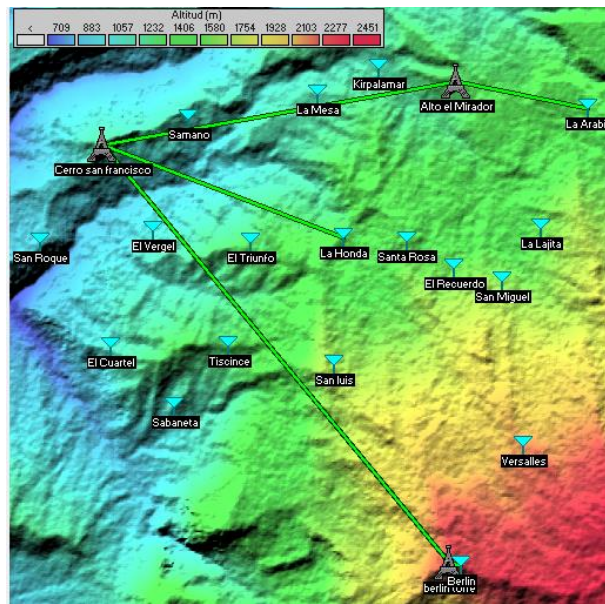 Altitud (m)
< 709 883 1057 1232 1406 1580 1754 1928 2103 2277 2451
Kirpalamar
La Mesa
Alto el Mirador
La Arabi
Samano
Cerro san francisco
San Roque
El Vergel
El Triunfo
La Honda
Santa Rosa
La Lajita
El Recuerdo
San Miguel
El Cuartel
Tiscince
San luis
Sabaneta
Versalles
Berlin
berlin torre